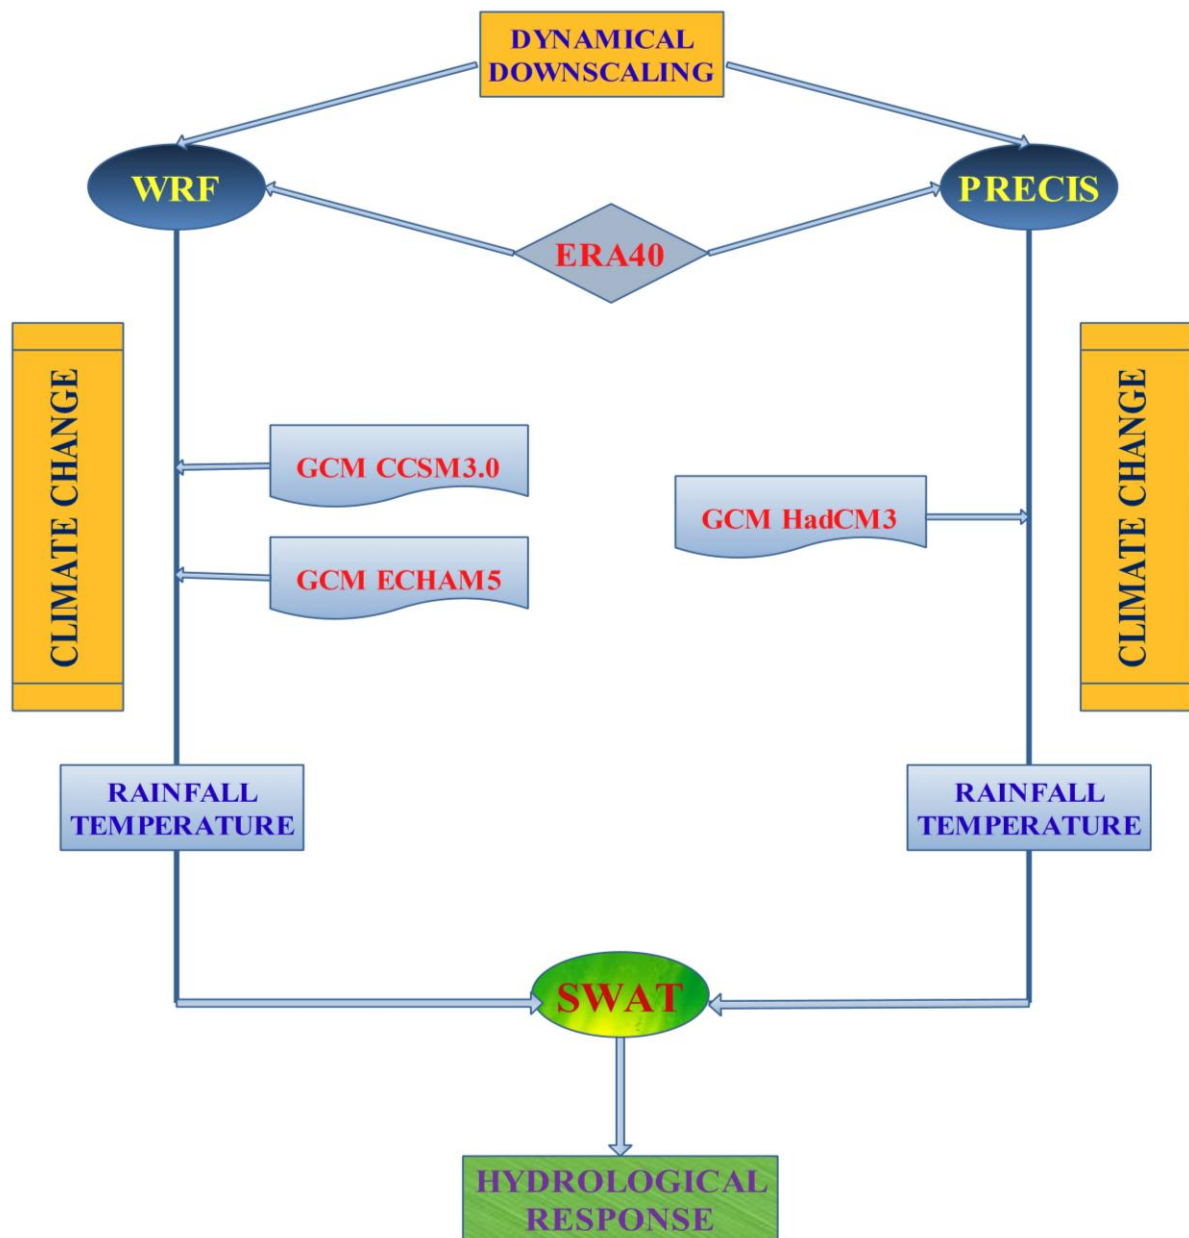 DYNAMICAL
DOWNSCALING
WRF
PRECIS
ERA40
CLIMATE CHANGE
CLIMATE CHANGE
GCM CCSM3.0
GCM HadCM3
GCM ECHAM5
RAINFALL
TEMPERATURE
RAINFALL
TEMPERATURE
SWAT
HYDROLOGICAL
RESPONSE